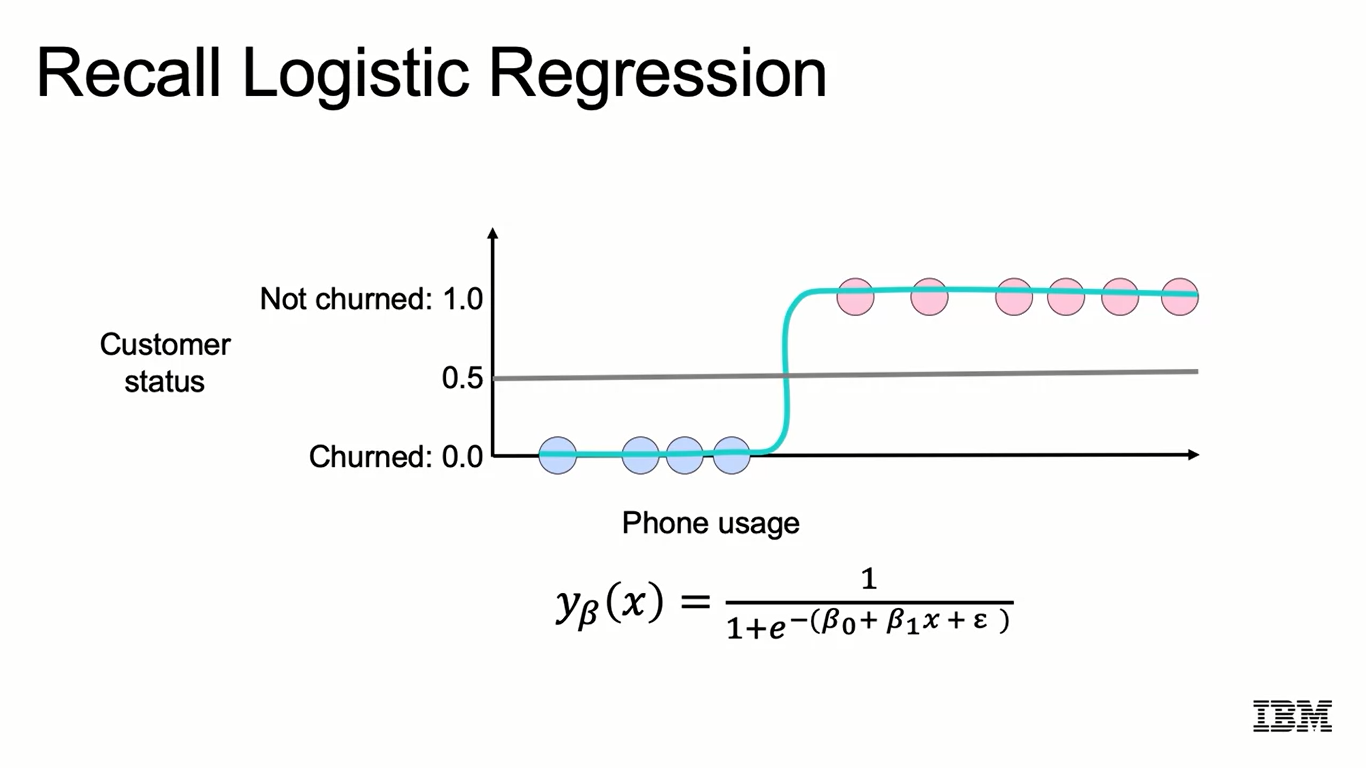 Recall Logistic Regression
Not churned: 1.0
Customer
status
0.5
Churned: 0.0
Phone usage
yβ(x) = 1 / 1+e^−(β0+ β1x + ε )
IBM